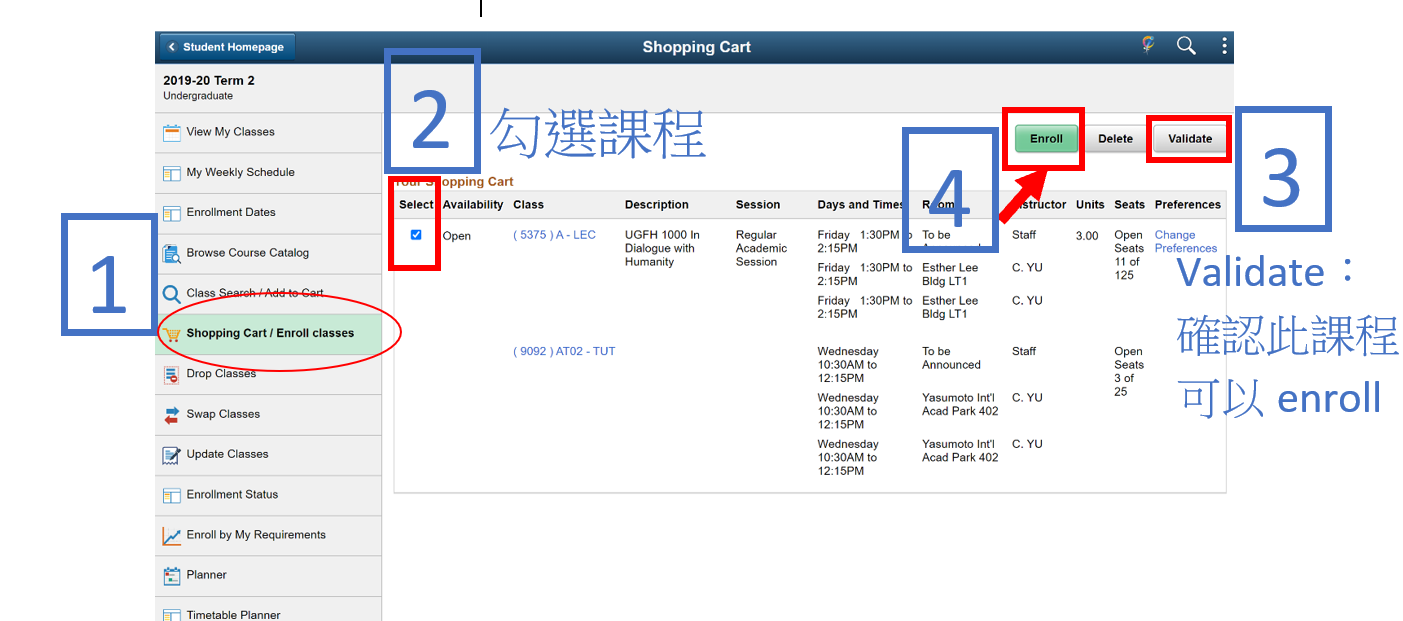 Student Homepage
Shopping Cart
2019-20 Term 2
Undergraduate
View My Classes
My Weekly Schedule
Enrollment Dates
Browse Course Catalog
Class Search / Add to Cart
Shopping Cart / Enroll classes
Drop Classes
Swap Classes
Update Classes
Enrollment Status
Enroll by My Requirements
Planner
Timetable Planner
1
2
勾選課程
4
Enroll
Delete
Validate
3
Your Shopping Cart
Select Availability Class Description Session Days and Times Room Instructor Units Seats Preferences
Open
( 5375 ) A - LEC
UGFH 1000 In
Dialogue with
Humanity
Regular
Academic
Session
Friday 1:30PM to
2:15PM
To be
Staff
3.00
Open
Seats
11 of
125
Change
Preferences
Friday 1:30PM to
2:15PM
Esther Lee
Bldg LT1
C. YU
Friday 1:30PM to
2:15PM
Esther Lee
Bldg LT1
C. YU
( 9092 ) AT02 - TUT
Wednesday
10:30AM to
12:15PM
To be
Announced
Staff
Open
Seats
3 of
25
Wednesday
10:30AM to
12:15PM
Yasumoto Int'l
Acad Park 402
C. YU
Wednesday
10:30AM to
12:15PM
Yasumoto Int'l
Acad Park 402
C. YU
Validate：
確認此課程
可以 enroll